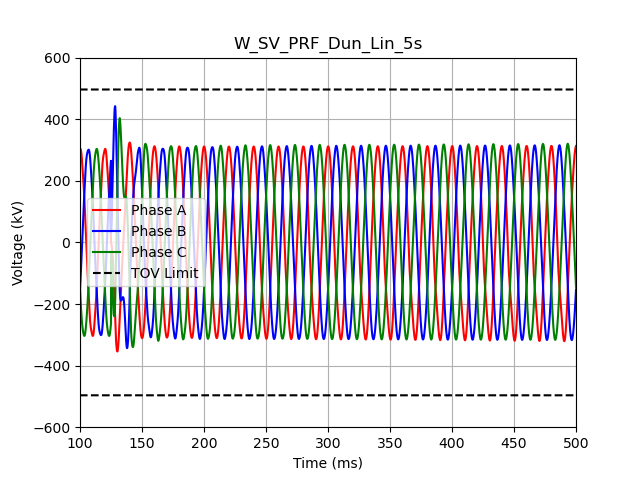 W_SV_PRF_Dun_Lin_5s
Voltage (kV)
600
400
200
0
−200
−400
−600
Phase A
Phase B
Phase C
TOV Limit
100 150 200 250 300 350 400 450 500
Time (ms)